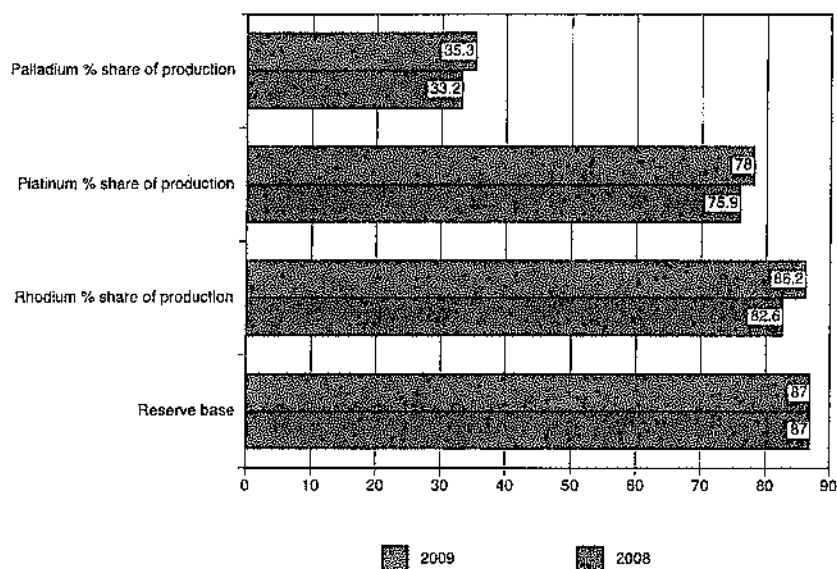 Palladium % share of production
35.3
33.2
Platinum % share of production
78
75.9
Rhodium % share of production
86.2
82.6
Reserve base
87
87
0 10 20 30 40 50 60 70 80 90
2009 2008